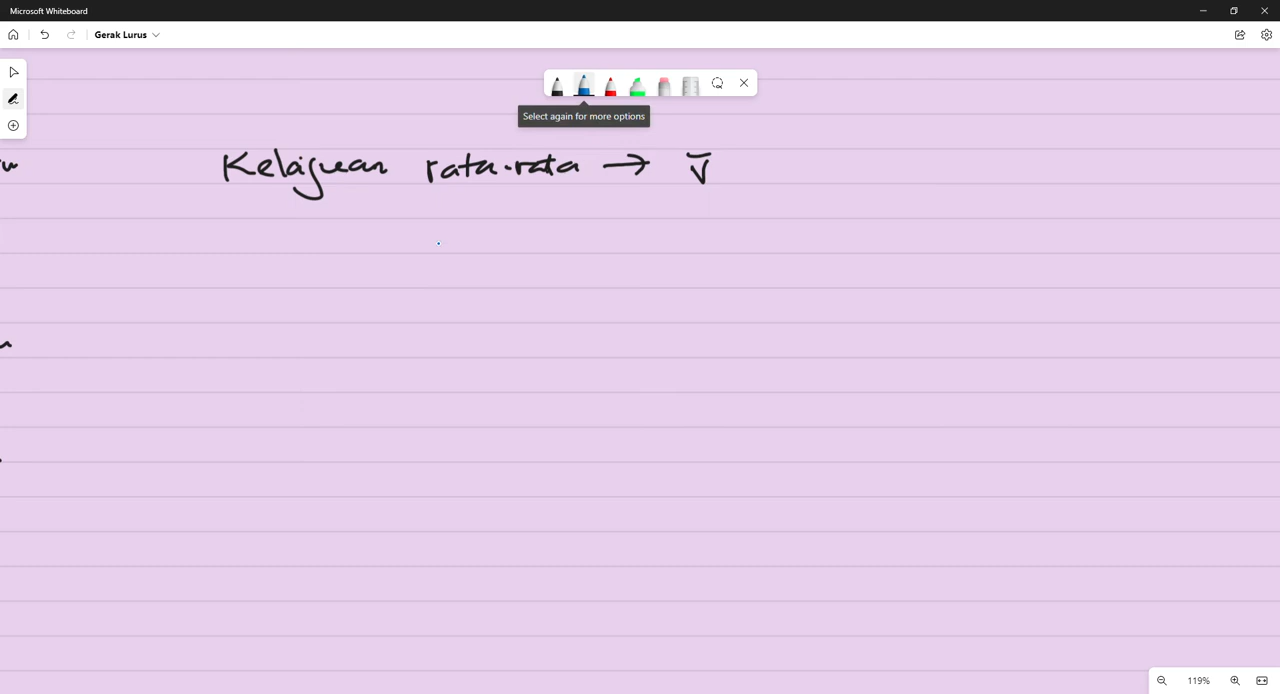 Microsoft Whiteboard
Gerak Lurus
Select again for more options
Kelajuan rata-rata → v̅
119%